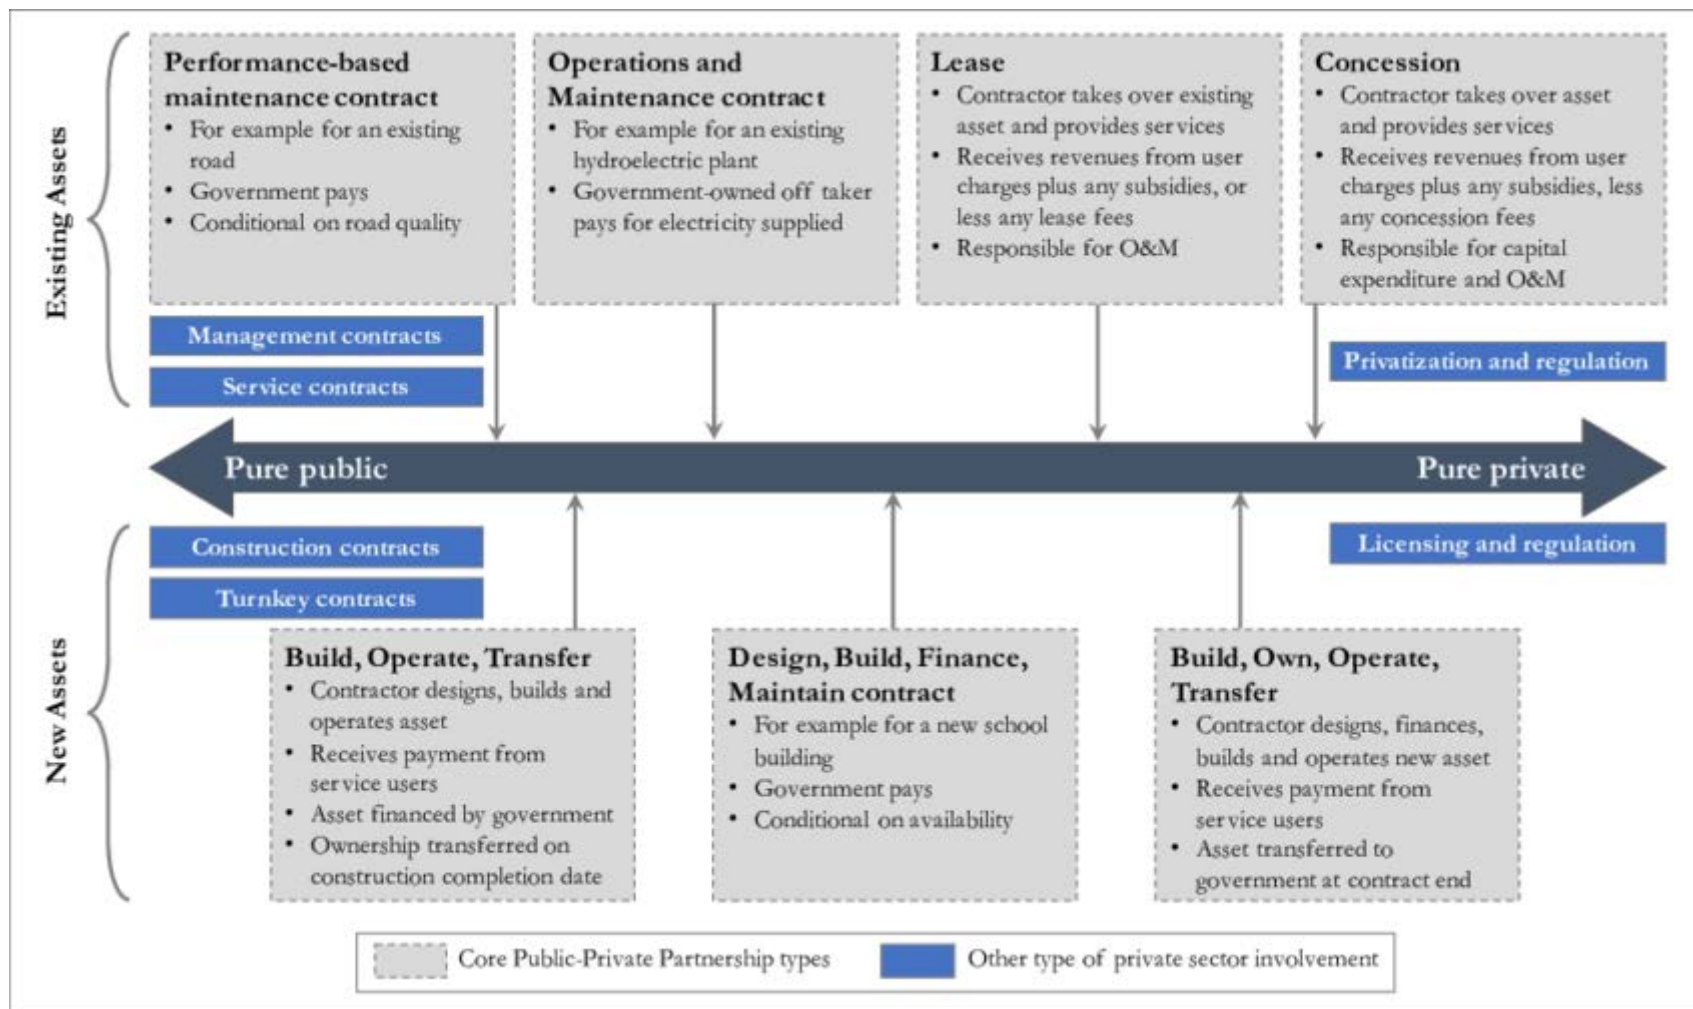 Existing Assets
Performance-based
maintenance contract
• For example for an existing
road
• Government pays
• Conditional on road quality
Operations and
Maintenance contract
• For example for an existing
hydroelectric plant
• Government-owned off taker
pays for electricity supplied
Lease
• Contractor takes over existing
asset and provides services
• Receives revenues from user
charges plus any subsidies, or
less any lease fees
• Responsible for O&M
Concession
• Contractor takes over asset
and provides services
• Receives revenues from user
charges plus any subsidies, less
any concession fees
• Responsible for capital
expenditure and O&M
Management contracts
Service contracts
Privatization and regulation
Pure public
Pure private
New Assets
Construction contracts
Turnkey contracts
Licensing and regulation
Build, Operate, Transfer
• Contractor designs, builds and
operates asset
• Receives payment from
service users
• Asset financed by government
• Ownership transferred on
construction completion date
Design, Build, Finance,
Maintain contract
• For example for a new school
building
• Government pays
• Conditional on availability
Build, Own, Operate,
Transfer
• Contractor designs, finances,
builds and operates new asset
• Receives payment from
service users
• Asset transferred to
government at contract end
Core Public-Private Partnership types
Other type of private sector involvement